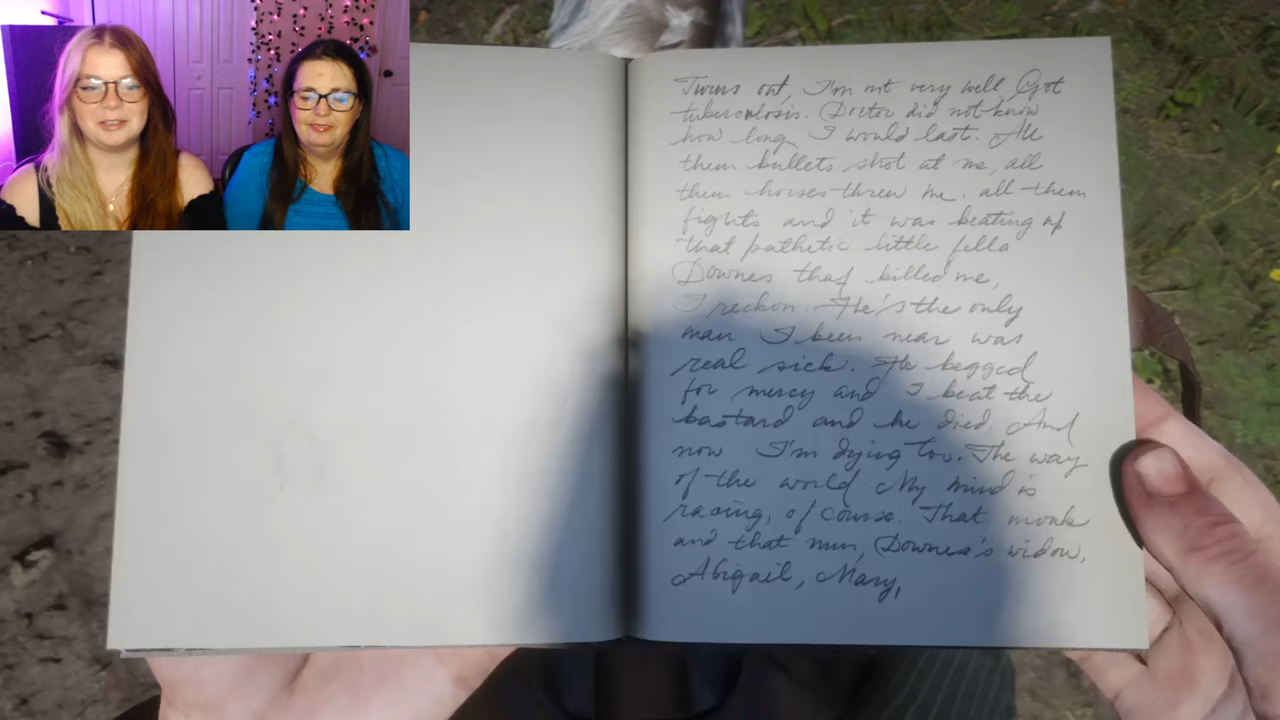 Turns out, I'm not very well Got
tuberculosis. Doctor did not know
how long I would last. All
them bullets shot at me, all
them horses threw me, all them
fights and it was beating up
that pathetic little fella
Downes that killed me,
I reckon. He's the only
man I been near was
real sick. He begged
for mercy and I beat the
bastard and he died. And
now I'm dying too. The way
of the world. My mind is
racing, of course. That monk
and that nun, Downes's widow,
Abigail, Mary,